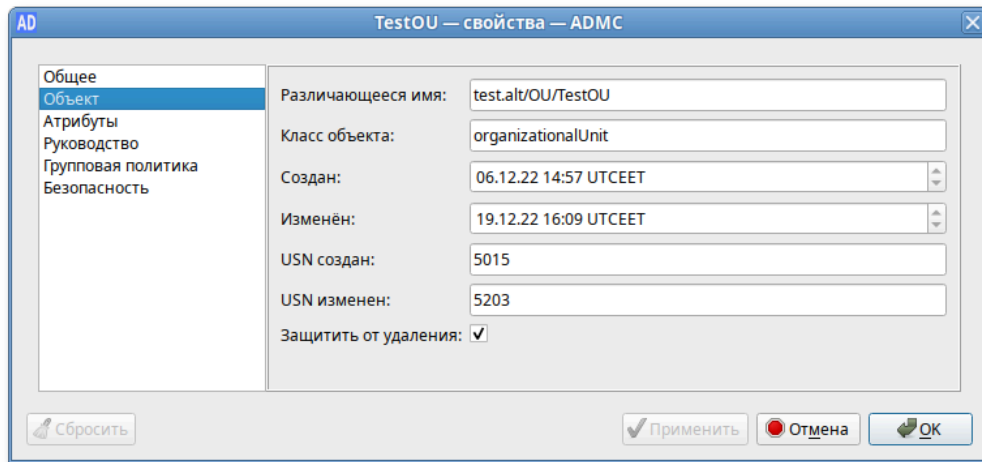 AD TestOU — свойства — ADMC
Общее
Объект
Атрибуты
Руководство
Групповая политика
Безопасность
Различающееся имя: test.alt/OU/TestOU
Класс объекта: organizationalUnit
Создан: 06.12.22 14:57 UTCEET
Изменён: 19.12.22 16:09 UTCEET
USN создан: 5015
USN изменен: 5203
Защитить от удаления:
Сбросить Применить Отмена OK